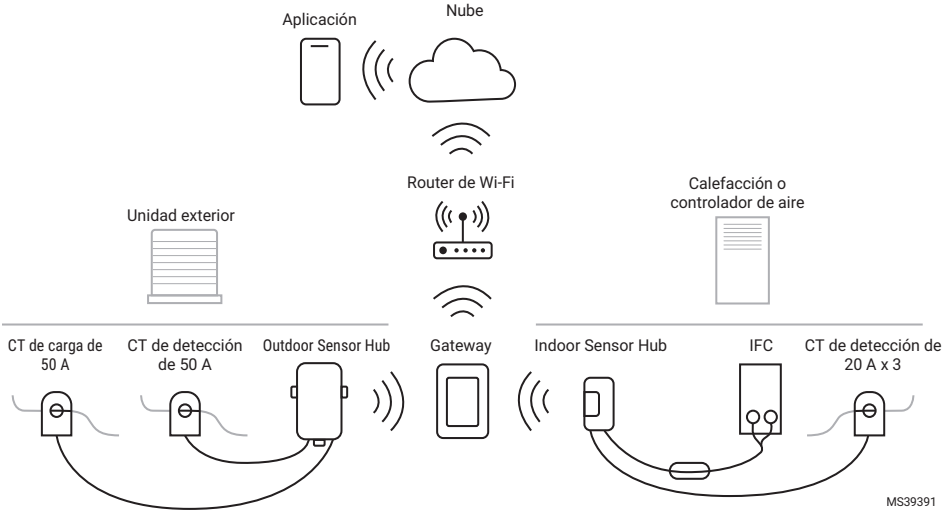 Aplicación
Nube
Router de Wi-Fi
Unidad exterior
Calefacción o
controlador de aire
CT de carga de
50 A
CT de detección
de 50 A
Outdoor Sensor Hub
Gateway
Indoor Sensor Hub
IFC
CT de detección de
20 A x 3
MS39391